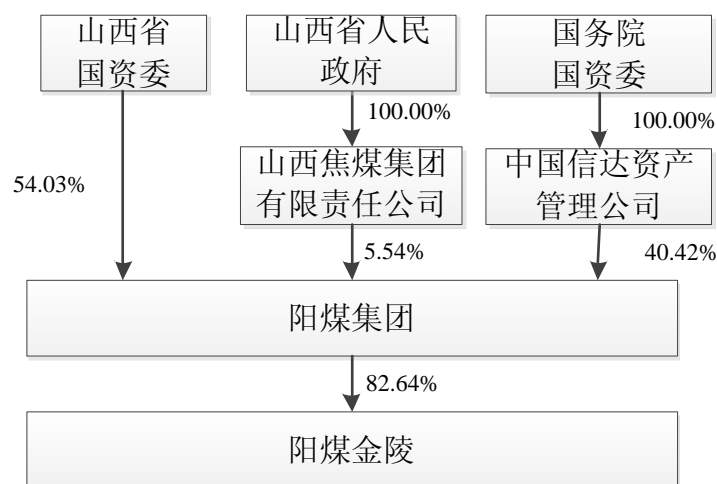 山西省
国资委
山西省人民
政府
国务院
国资委
100.00%
100.00%
山西焦煤集团
有限责任公司
中国信达资产
管理公司
54.03%
5.54%
40.42%
阳煤集团
82.64%
阳煤金陵